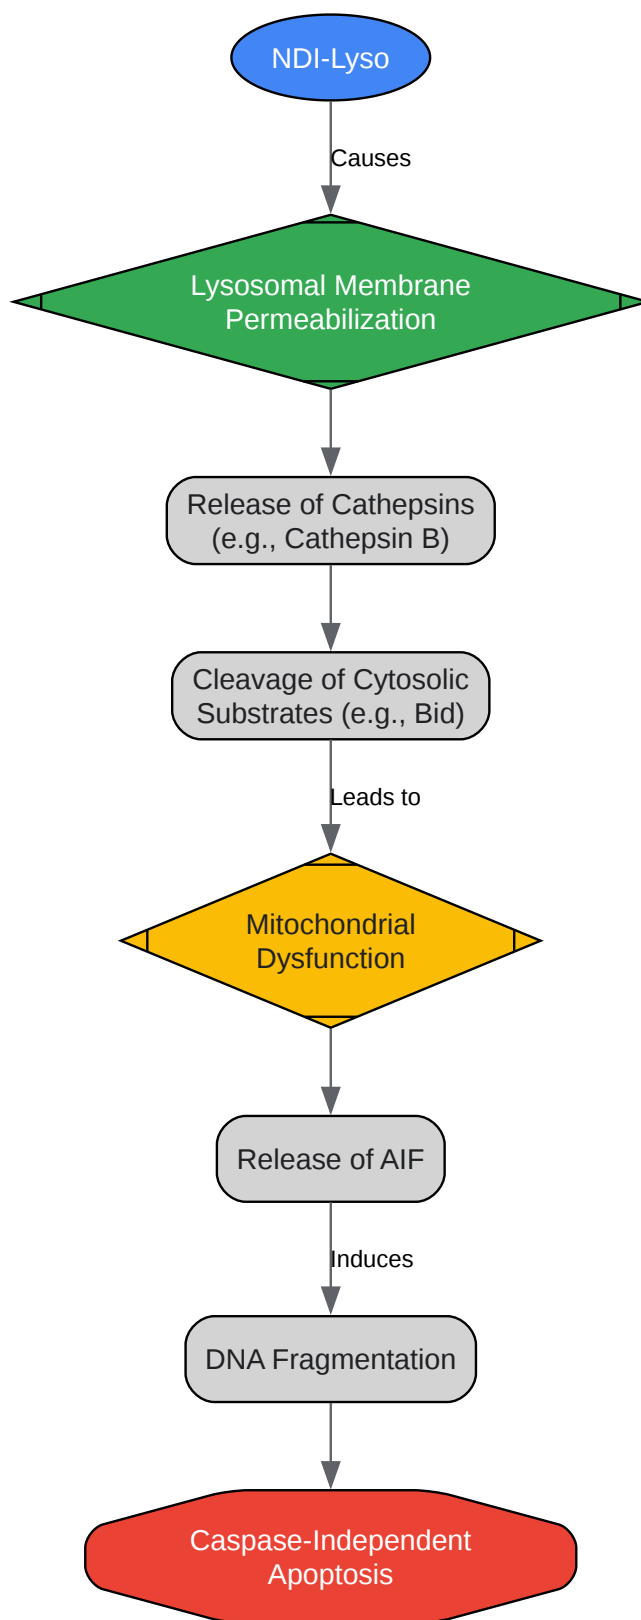 NDI-Lyso
Causes
Lysosomal Membrane
Permeabilization
Release of Cathepsins
(e.g., Cathepsin B)
Cleavage of Cytosolic
Substrates (e.g., Bid)
Leads to
Mitochondrial
Dysfunction
Release of AIF
Induces
DNA Fragmentation
Caspase-Independent
Apoptosis